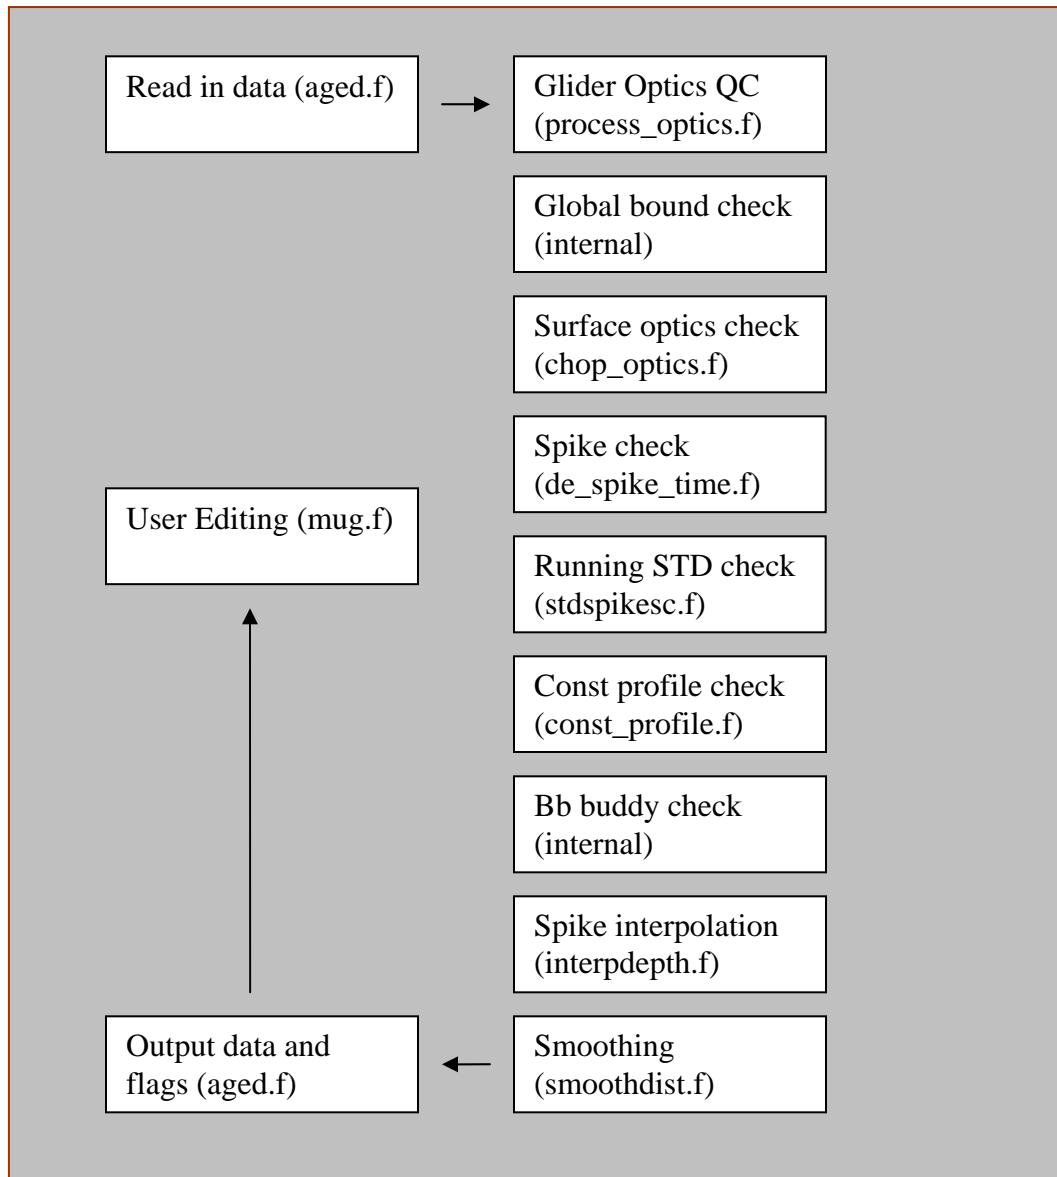 Read in data (aged.f)
Glider Optics QC
(process_optics.f)
Global bound check
(internal)
Surface optics check
(chop_optics.f)
Spike check
(de_spike_time.f)
User Editing (mug.f)
Running STD check
(stdspikesc.f)
Const profile check
(const_profile.f)
Bb buddy check
(internal)
Spike interpolation
(interpdepth.f)
Output data and
flags (aged.f)
Smoothing
(smoothdist.f)